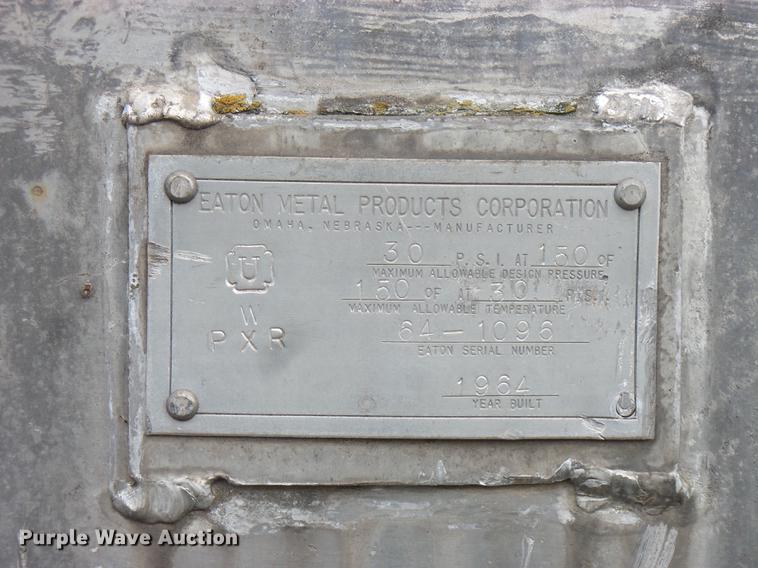 EATON METAL PRODUCTS CORPORATION
OMAHA, NEBRASKA---MANUFACTURER
30 P.S.I. AT 150 OF
MAXIMUM ALLOWABLE DESIGN PRESSURE
150 OF AT 30 P.S.I.
MAXIMUM ALLOWABLE TEMPERATURE
64-1096
EATON SERIAL NUMBER
1964
YEAR BUILT
U
W
PXR
Purple Wave Auction